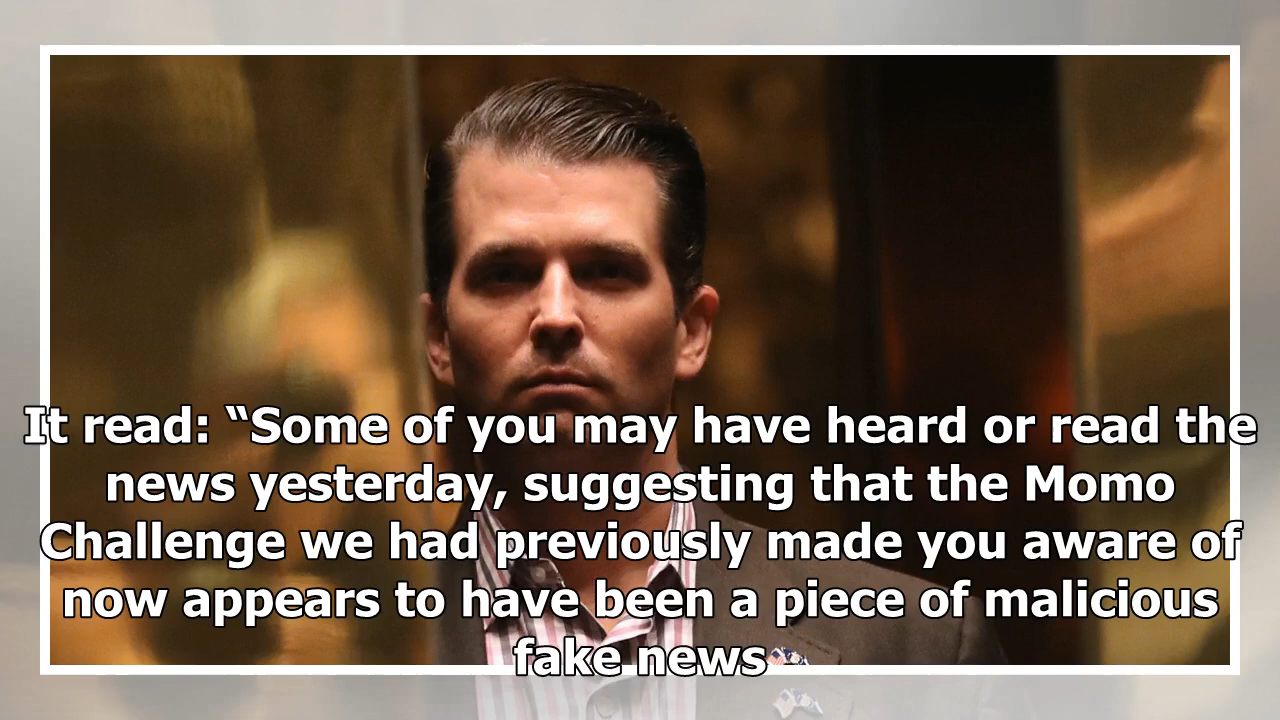 It read: “Some of you may have heard or read the
news yesterday, suggesting that the Momo
Challenge we had previously made you aware of
now appears to have been a piece of malicious
fake news